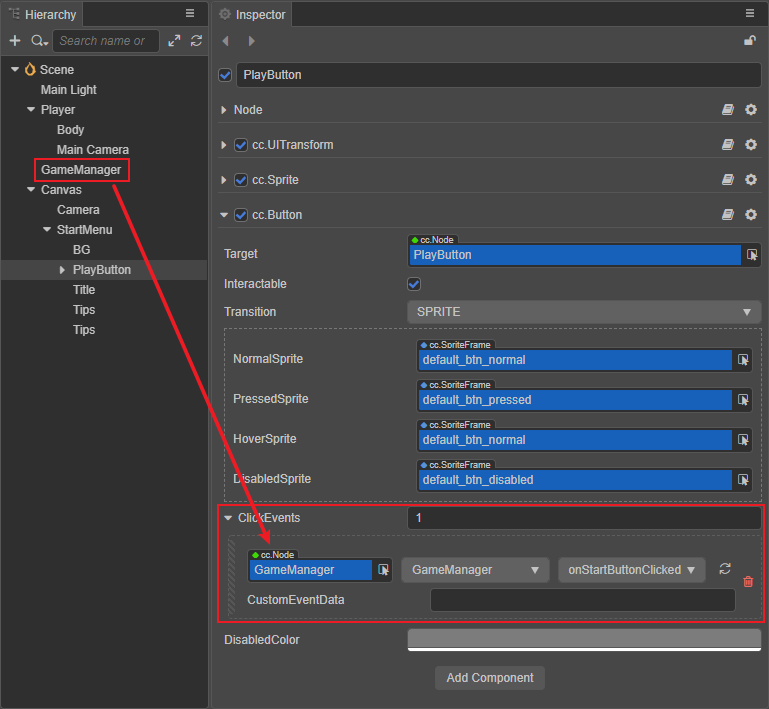 Hierarchy
Search name or
Scene
Main Light
Player
Body
Main Camera
GameManager
Canvas
Camera
StartMenu
BG
PlayButton
Title
Tips
Tips
Inspector
PlayButton
Node
cc.UITransform
cc.Sprite
cc.Button
Target
cc.Node
PlayButton
Interactable
Transition
SPRITE
NormalSprite
cc.SpriteFrame
default_btn_normal
PressedSprite
cc.SpriteFrame
default_btn_pressed
HoverSprite
cc.SpriteFrame
default_btn_normal
DisabledSprite
cc.SpriteFrame
default_btn_disabled
ClickEvents
1
cc.Node
GameManager
GameManager
onStartButtonClicked
CustomEventData
DisabledColor
Add Component